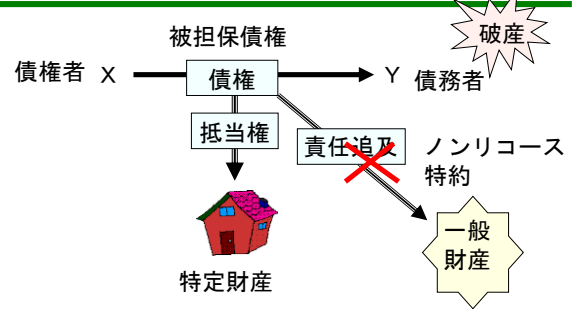 破産
被担保債権
債権者 X
債権
Y 債務者
抵当権
責任追及
ノンリコース
特約
一般
財産
特定財産